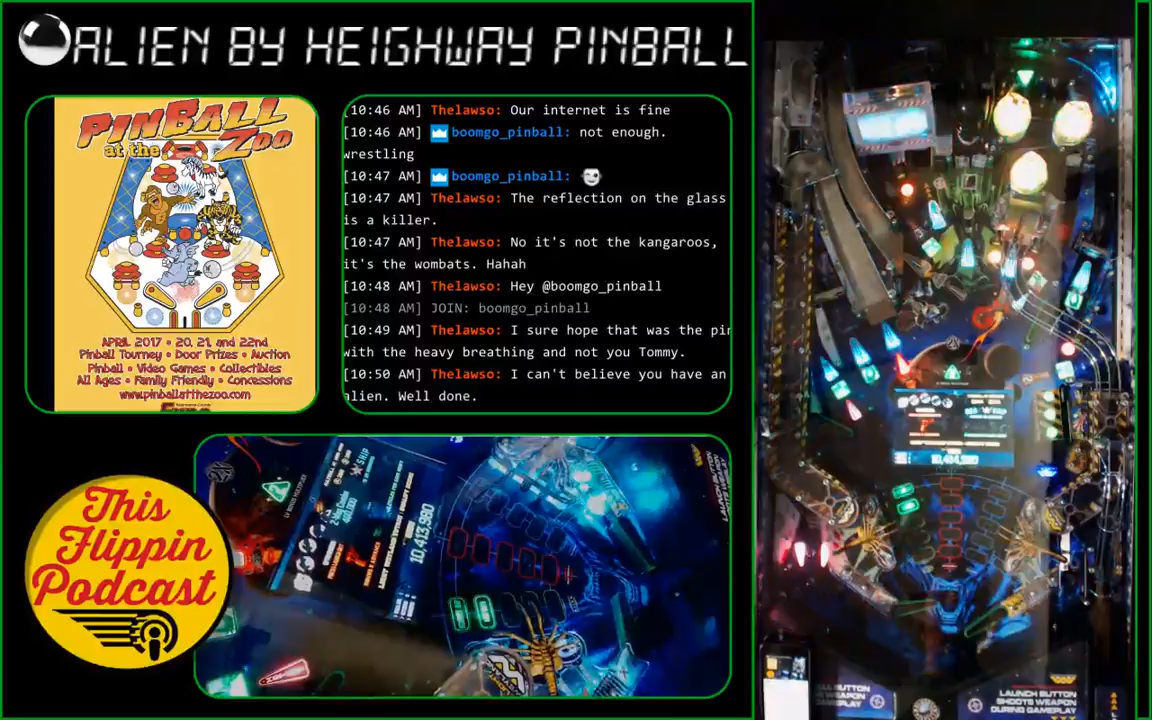 ALIEN BY HEIGHWAY PINBALL
PINBALL
at the Zoo
APRIL 2017 • 20, 21, and 22nd
Pinball Tourney • Door Prizes • Auction
Pinball • Video Games • Collectibles
All Ages • Family Friendly • Concessions
www.pinballatthezoo.com
[10:46 AM] Thelawso: Our internet is fine
[10:46 AM] boomgo_pinball: not enough.
wrestling
[10:47 AM] boomgo_pinball:
[10:47 AM] Thelawso: The reflection on the glass
is a killer.
[10:47 AM] Thelawso: No it's not the kangaroos,
it's the wombats. Hahah
[10:48 AM] Thelawso: Hey @boomgo_pinball
[10:48 AM] JOIN: boomgo_pinball
[10:49 AM] Thelawso: I sure hope that was the pin
with the heavy breathing and not you Tommy.
[10:50 AM] Thelawso: I can't believe you have an
alien. Well done.
This
Flippin
Podcast
SHIP
10,413,980
10,414,380
LAUNCH BUTTON
SHOOTS WEAPON
DURING GAMEPLAY